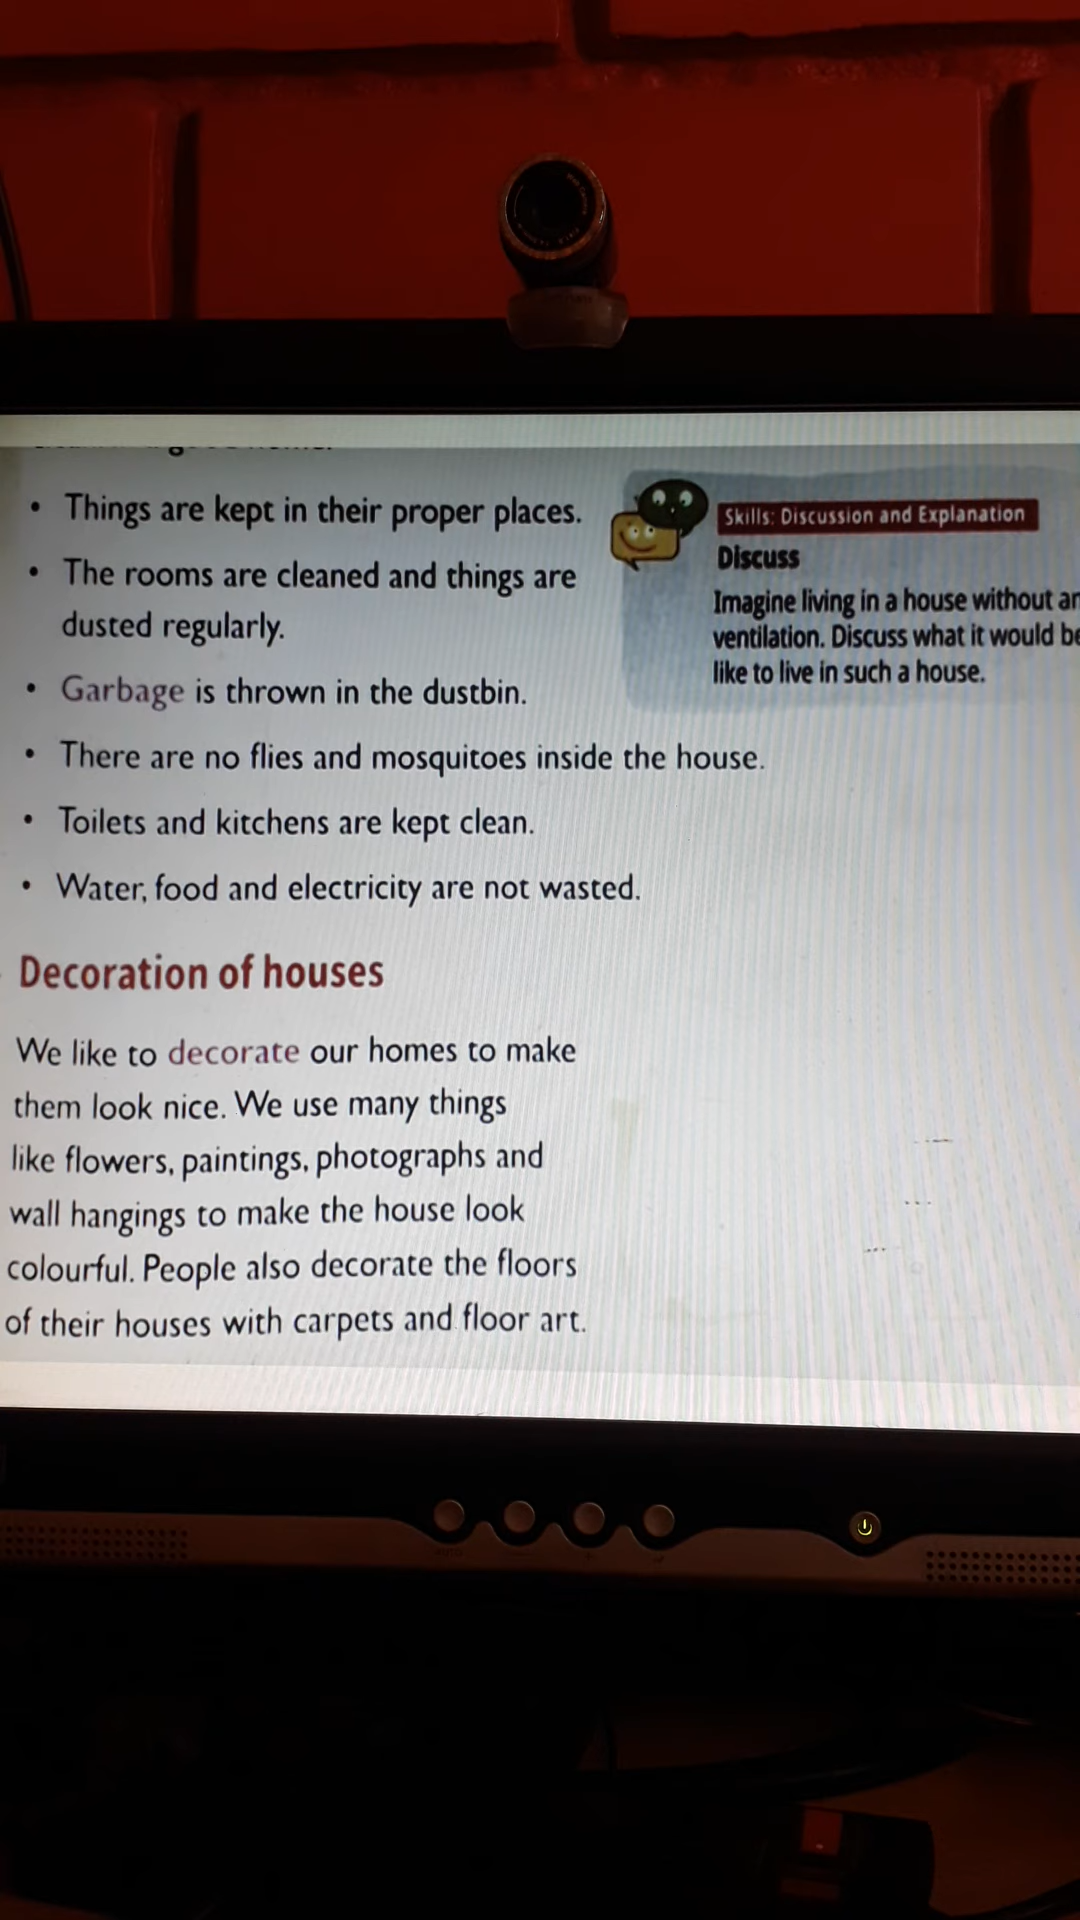 • Things are kept in their proper places.
• The rooms are cleaned and things are
dusted regularly.
• Garbage is thrown in the dustbin.
• There are no flies and mosquitoes inside the house.
• Toilets and kitchens are kept clean.
• Water, food and electricity are not wasted.
Skills: Discussion and Explanation
Discuss
Imagine living in a house without
ventilation. Discuss what it would be
like to live in such a house.
Decoration of houses
We like to decorate our homes to make
them look nice. We use many things
like flowers, paintings, photographs and
wall hangings to make the house look
colourful. People also decorate the floors
of their houses with carpets and floor art.